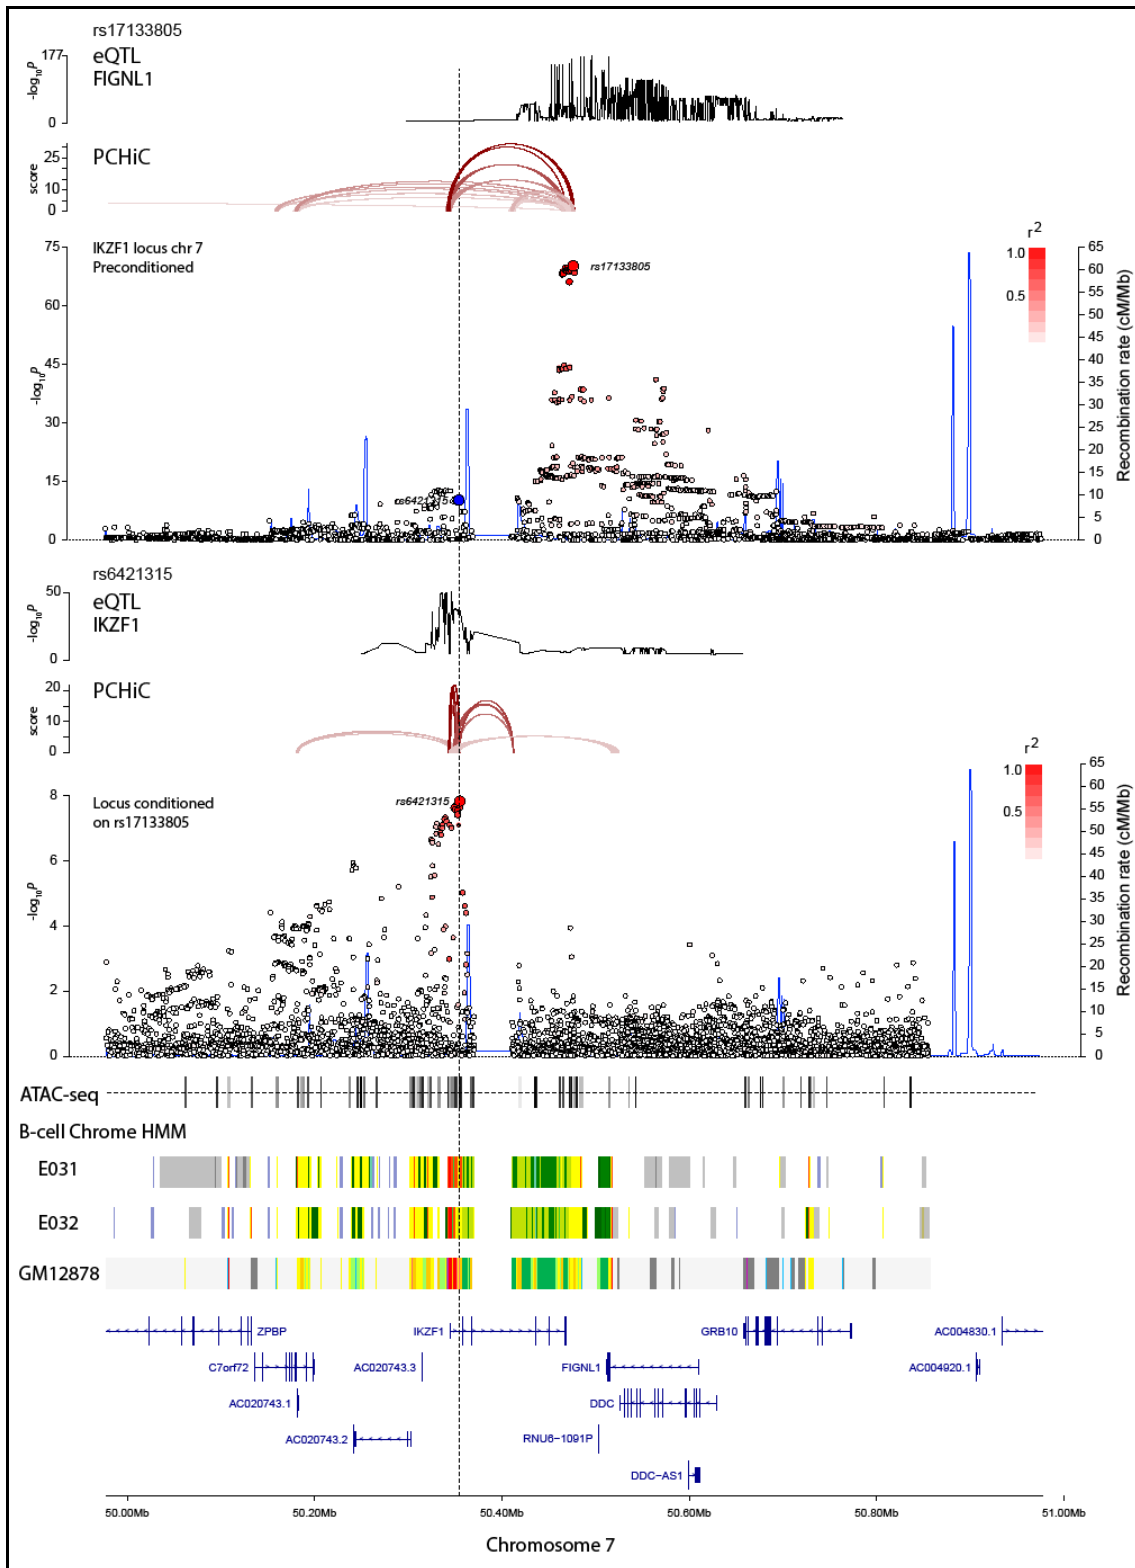 rs17133805
eQTL
FIGNL1
177
0
-log10P
PCHiC
25
10
0
score
IKZF1 locus chr 7
Preconditioned
rs17133805
rs6421315
75
60
45
30
15
0
-log10P
r2
1.0
0.5
65
60
55
50
45
40
35
30
25
20
15
10
5
0
Recombination rate (cM/Mb)
rs6421315
eQTL
IKZF1
50
0
-log10P
PCHiC
20
10
0
score
Locus conditioned
on rs17133805
rs6421315
8
6
4
2
0
-log10P
r2
1.0
0.5
65
60
55
50
45
40
35
30
25
20
15
10
5
0
Recombination rate (cM/Mb)
ATAC-seq
B-cell Chrome HMM
E031
E032
GM12878
ZPBP IKZF1 GRB10 AC004830.1
C7orf72 AC020743.3 FIGNL1 AC004920.1
AC020743.1 DDC
AC020743.2 RNU6-1091P
DDC-AS1
50.00Mb 50.20Mb 50.40Mb 50.60Mb 50.80Mb 51.00Mb
Chromosome 7